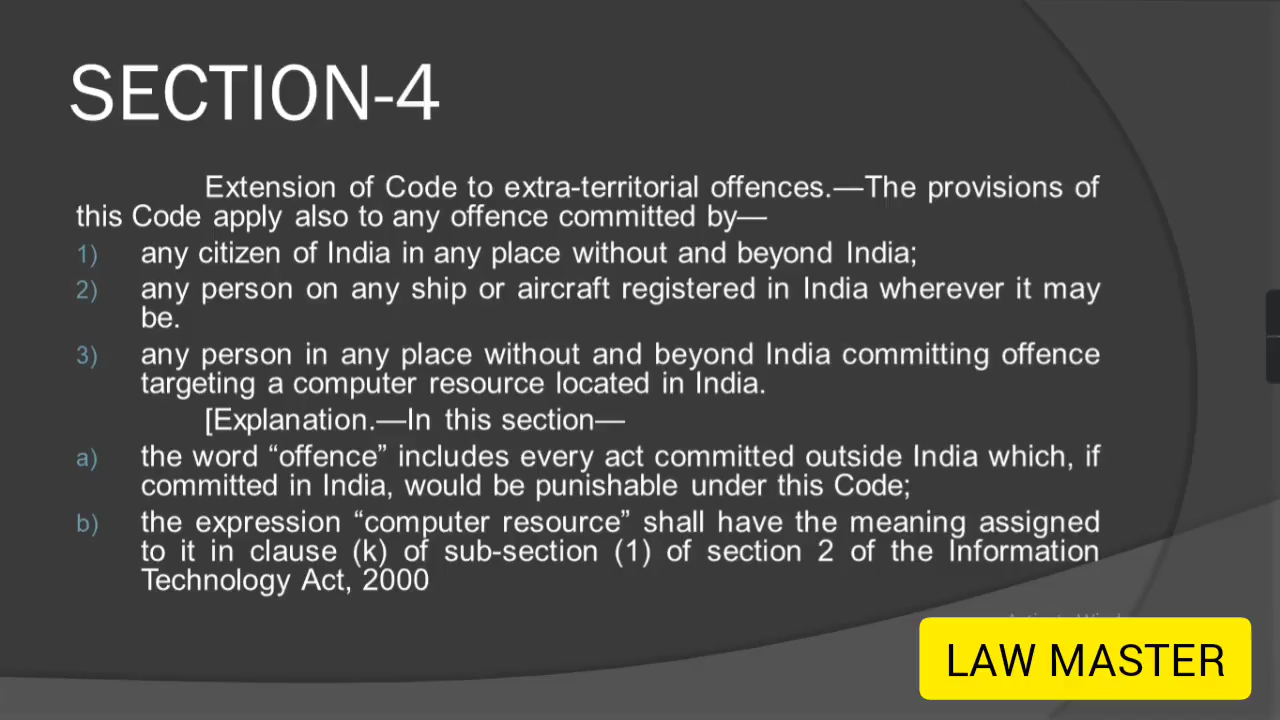 SECTION-4
Extension of Code to extra-territorial offences.—The provisions of
this Code apply also to any offence committed by—
1) any citizen of India in any place without and beyond India;
2) any person on any ship or aircraft registered in India wherever it may
be.
3) any person in any place without and beyond India committing offence
targeting a computer resource located in India.
[Explanation.—In this section—
a) the word “offence” includes every act committed outside India which, if
committed in India, would be punishable under this Code;
b) the expression “computer resource” shall have the meaning assigned
to it in clause (k) of sub-section (1) of section 2 of the Information
Technology Act, 2000
LAW MASTER